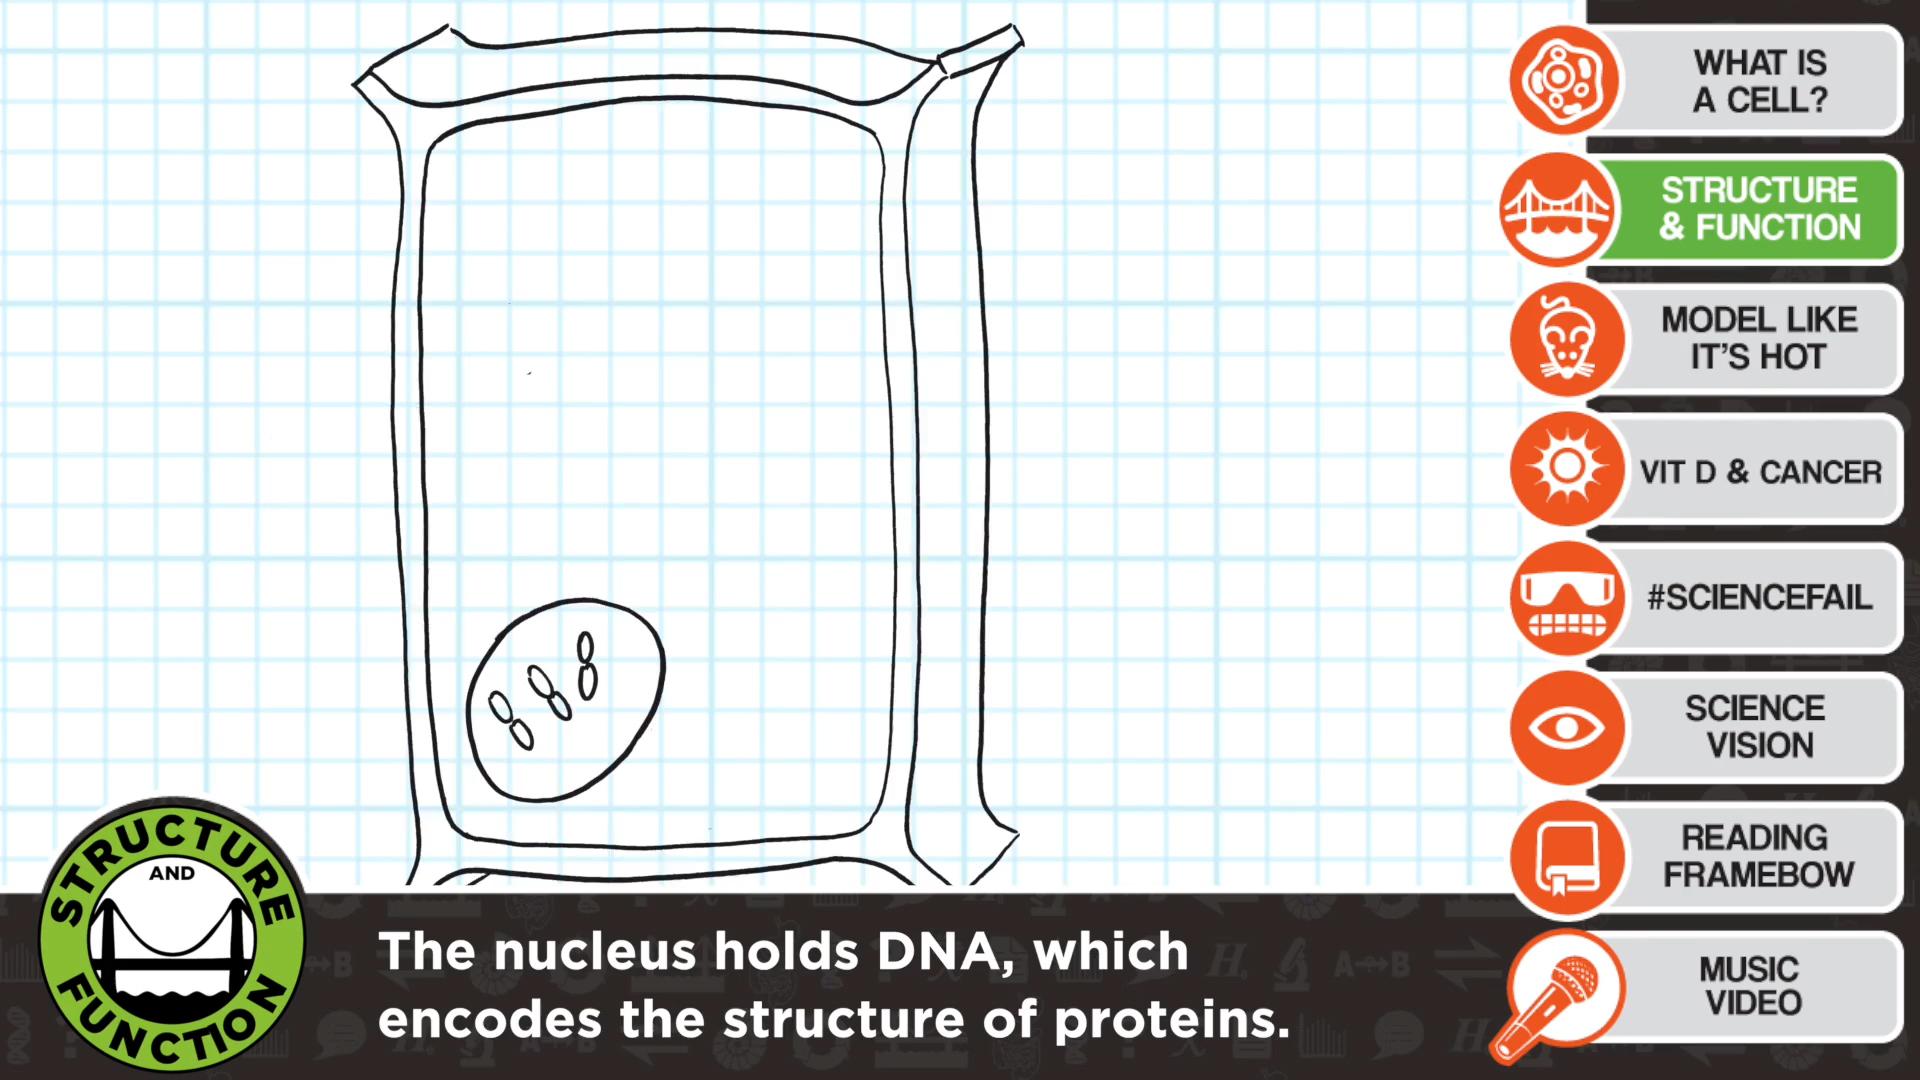 WHAT IS
A CELL?
STRUCTURE
& FUNCTION
MODEL LIKE
IT'S HOT
VIT D & CANCER
#SCIENCEFAIL
SCIENCE
VISION
READING
FRAMEBOW
MUSIC
VIDEO
STRUCTURE
AND
FUNCTION
The nucleus holds DNA, which
encodes the structure of proteins.